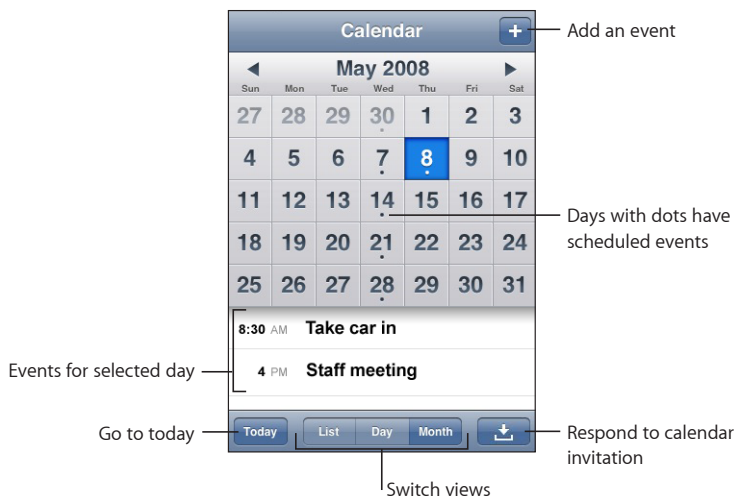 Calendar
+
Add an event
May 2008
Sun Mon Tue Wed Thu Fri Sat
27 28 29 30 1 2 3
4 5 6 7 8 9 10
11 12 13 14 15 16 17
Days with dots have
scheduled events
18 19 20 21 22 23 24
25 26 27 28 29 30 31
8:30 AM Take car in
Events for selected day
4 PM Staff meeting
Go to today
Today List Day Month
Respond to calendar
invitation
Switch views